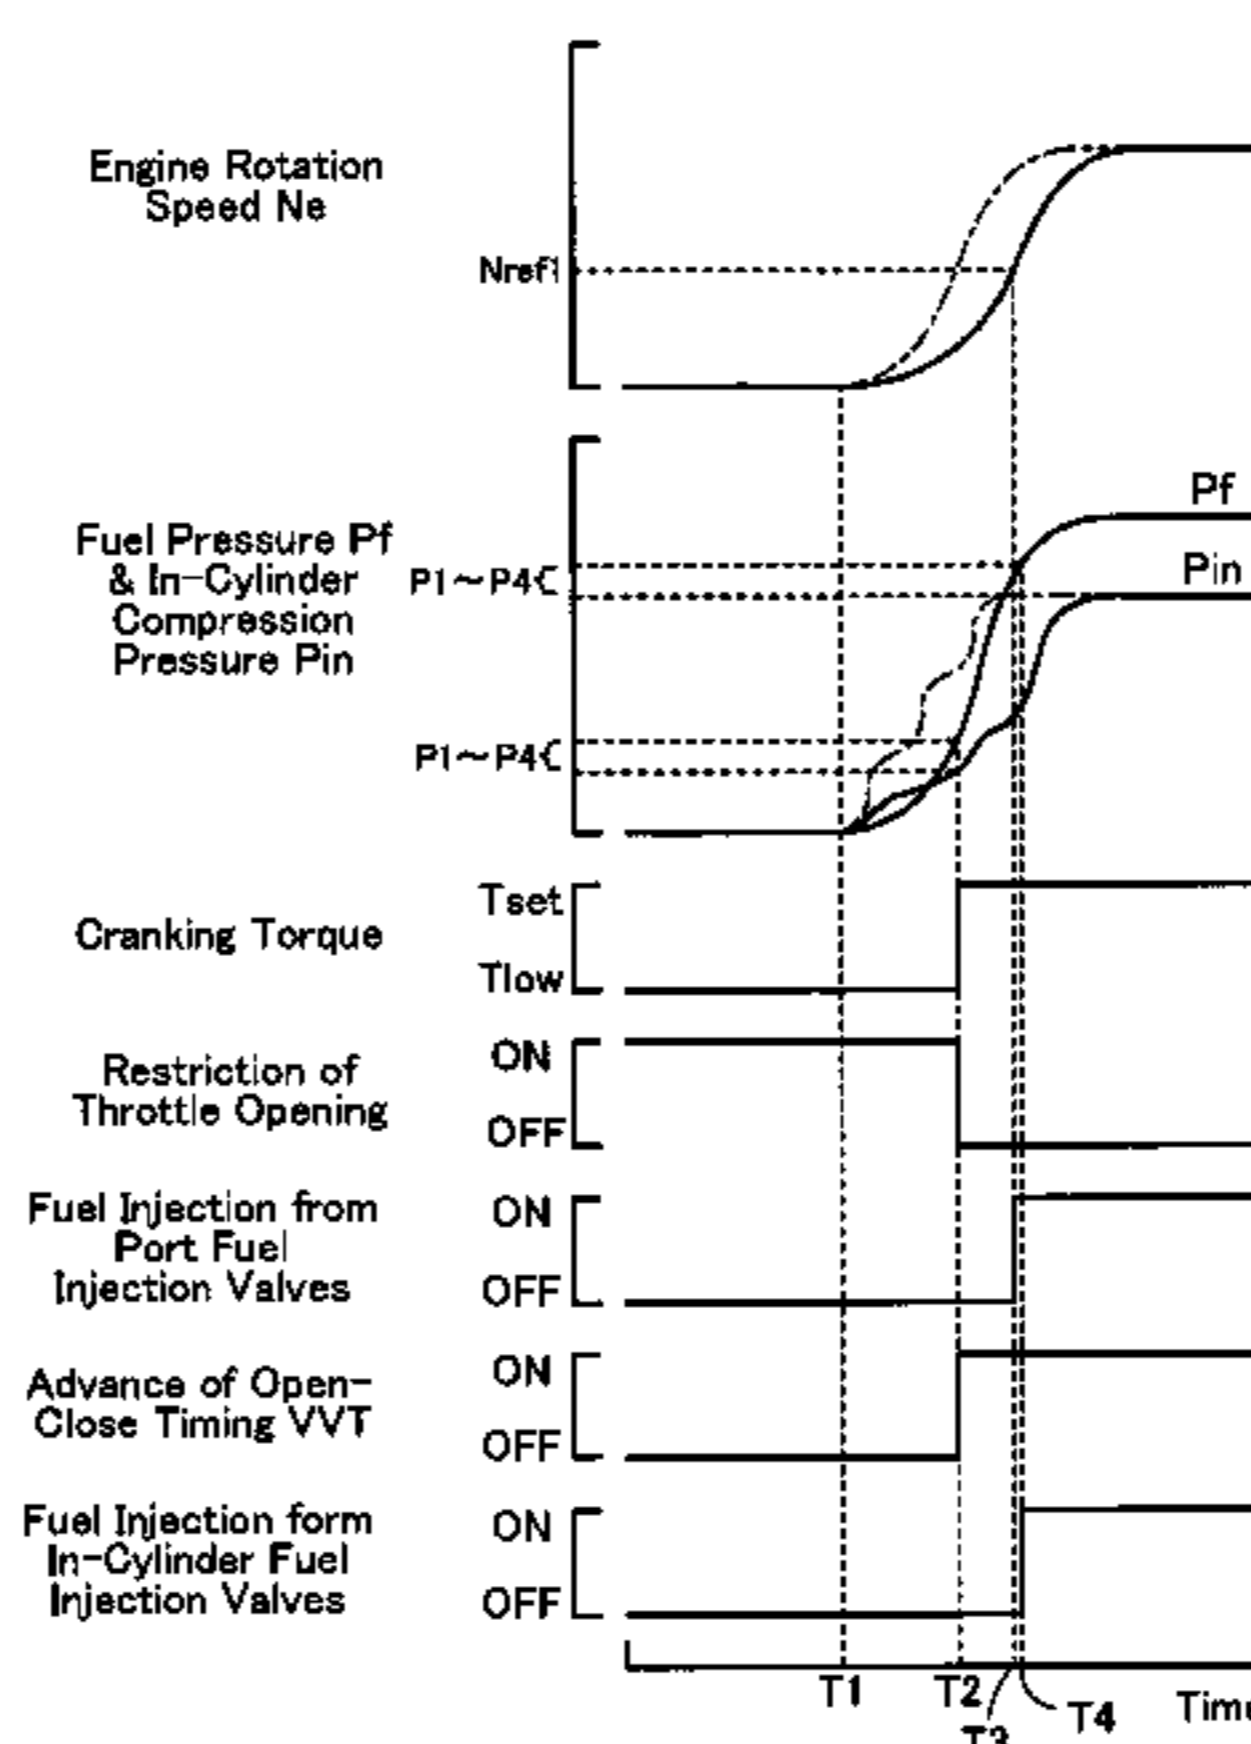 Engine Rotation
Speed Ne
Nref1
Pf
Fuel Pressure Pf
& In-Cylinder
Compression
Pressure Pin
P1～P4
Pin
P1～P4
Tset
Cranking Torque
Tlow
ON
Restriction of
Throttle Opening
OFF
Fuel Injection from
Port Fuel
Injection Valves
ON
OFF
Advance of Open-
Close Timing VVT
ON
OFF
Fuel Injection form
In-Cylinder Fuel
Injection Valves
ON
OFF
T1 T2 T3 T4